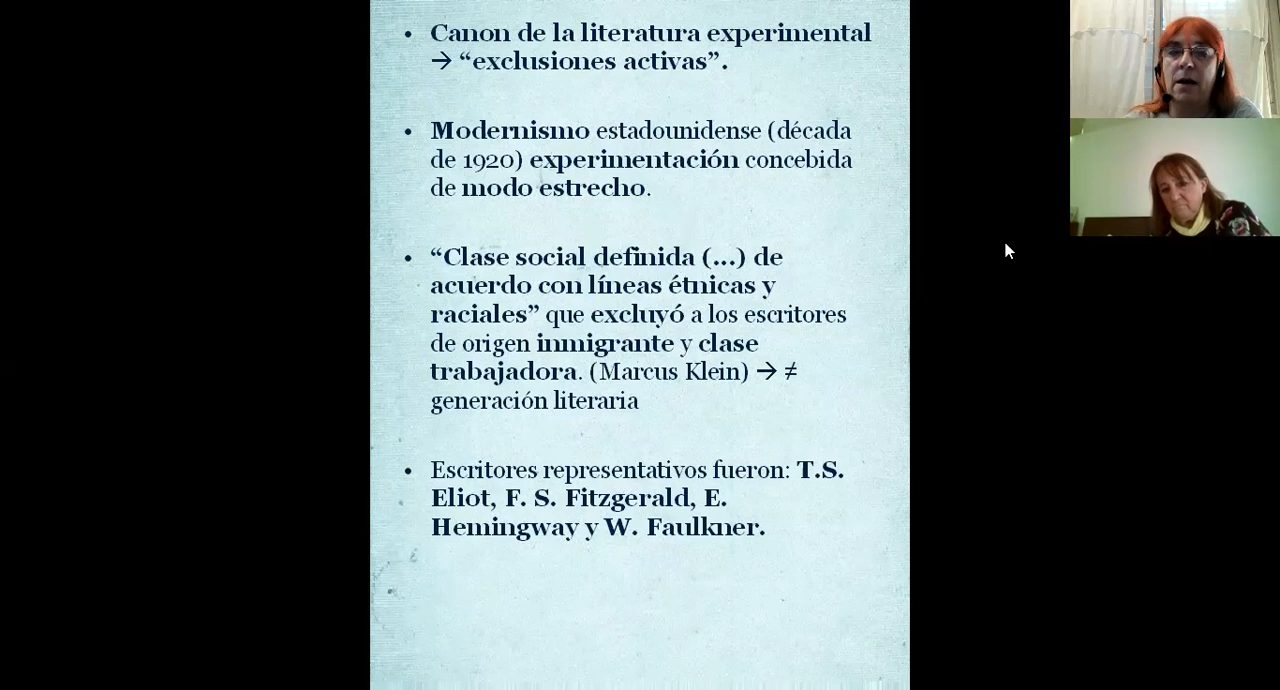 • Canon de la literatura experimental
→ “exclusiones activas”.
• Modernismo estadounidense (década
de 1920) experimentación concebida
de modo estrecho.
• “Clase social definida (...) de
acuerdo con líneas étnicas y
raciales” que excluyó a los escritores
de origen inmigrante y clase
trabajadora. (Marcus Klein) → ≠
generación literaria
• Escritores representativos fueron: T.S.
Eliot, F. S. Fitzgerald, E.
Hemingway y W. Faulkner.